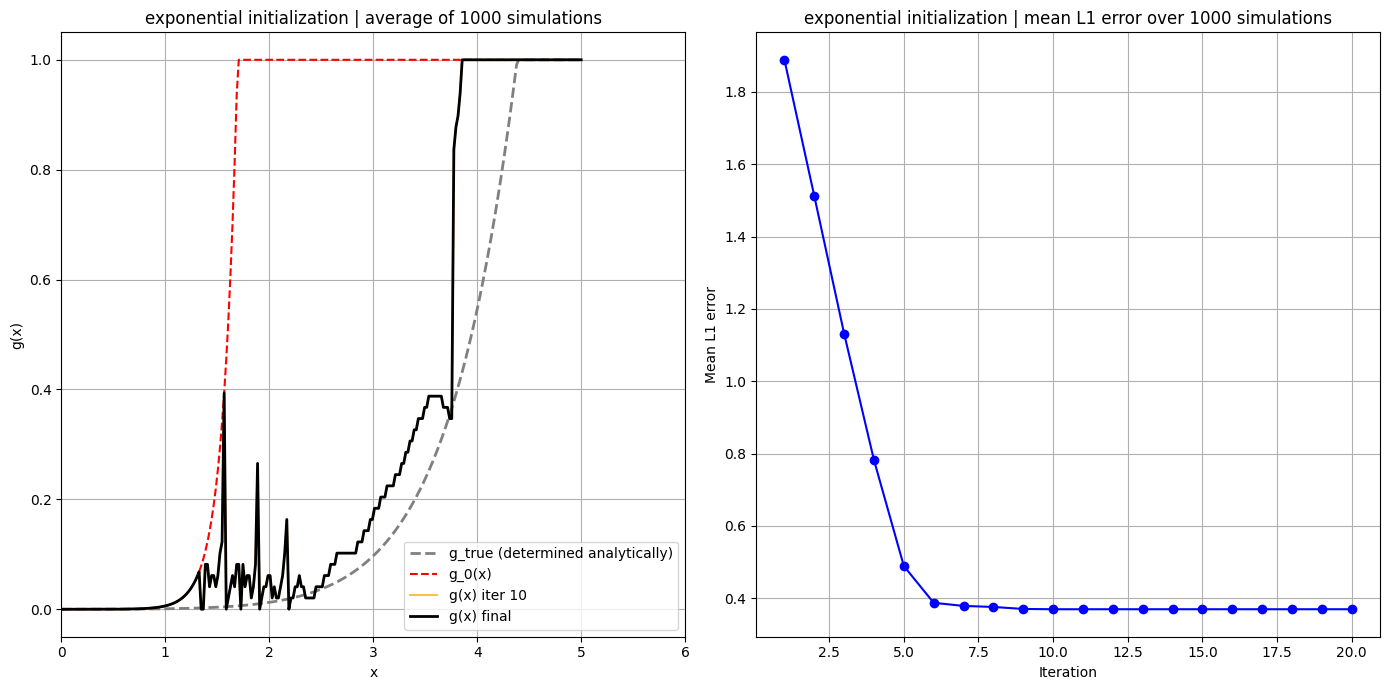 exponential initialization | average of 1000 simulations
1.0
0.8
0.6
0.4
0.2
0.0
g(x)
0 1 2 3 4 5 6
x
g_true (determined analytically)
g_0(x)
g(x) iter 10
g(x) final
exponential initialization | mean L1 error over 1000 simulations
1.8
1.6
1.4
1.2
1.0
0.8
0.6
0.4
Mean L1 error
2.5 5.0 7.5 10.0 12.5 15.0 17.5 20.0
Iteration